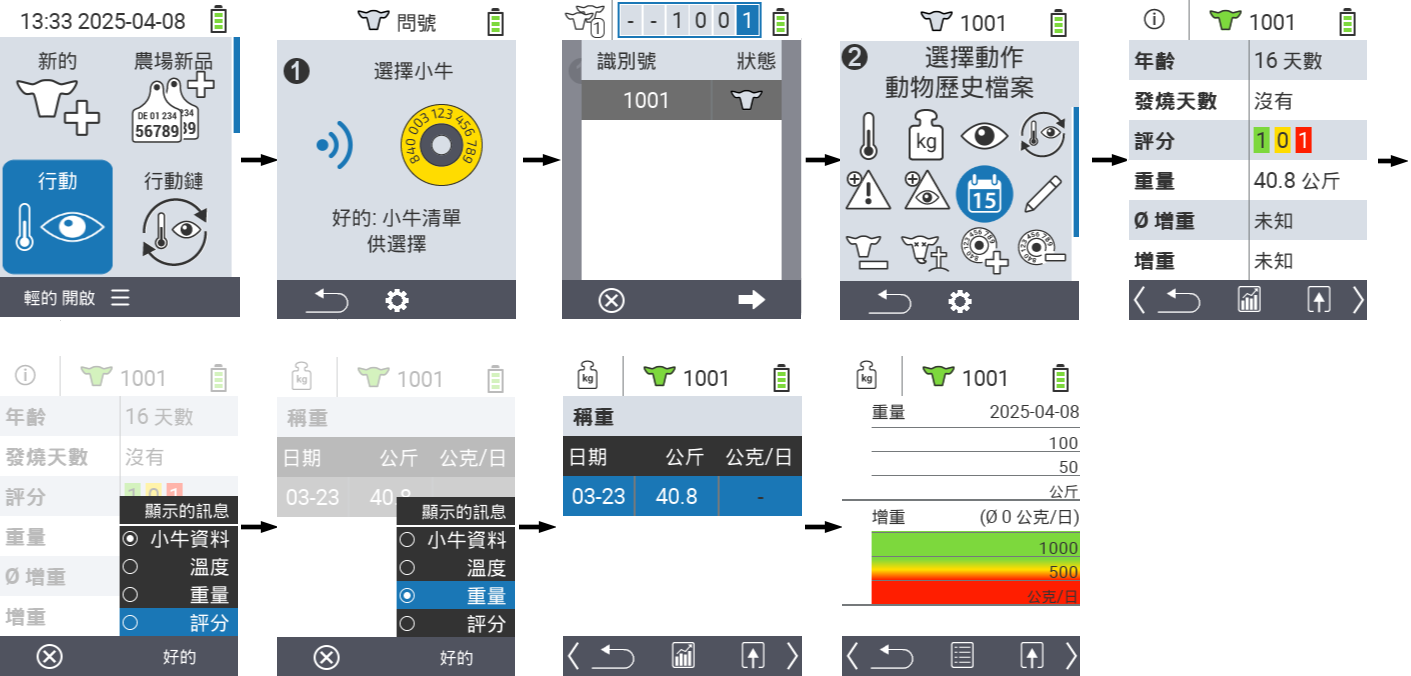 13:33 2025-04-08
新的
農場新品
DE 01 234
234
56789
39
行動
行動鏈
輕的 開啟
問號
1
選擇小牛
840 003 123 456 789
好的: 小牛清單
供選擇
1
- - 1 0 0 1
識別號 狀態
1001
1001
2
選擇動作
動物歷史檔案
kg
15
1001
年齡 16 天數
發燒天數 沒有
評分 1 0 1
重量 40.8 公斤
Ø 增重 未知
增重 未知
1001
年齡 16 天數
發燒天數 沒有
評分 1 0 1
重量
Ø 增重
增重
顯示的訊息
小牛資料
溫度
重量
評分
好的
kg
1001
稱重
日期 公斤 公克/日
03-23 40.8
顯示的訊息
小牛資料
溫度
重量
評分
好的
kg
1001
稱重
日期 公斤 公克/日
03-23 40.8 -
kg
1001
重量 2025-04-08
100
50
公斤
增重 (Ø 0 公克/日)
1000
500
公克/日